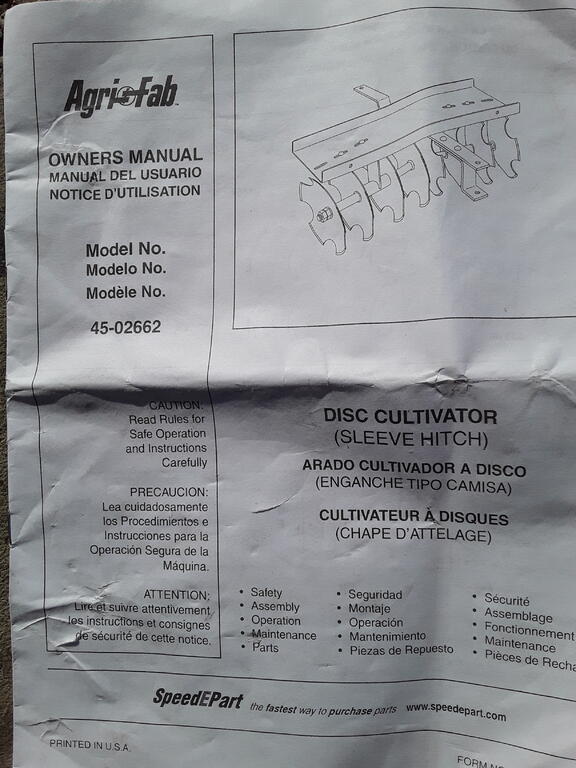 Agri-Fab
OWNERS MANUAL
MANUAL DEL USUARIO
NOTICE D'UTILISATION
Model No.
Modelo No.
Modèle No.
45-02662
CAUTION:
Read Rules for
Safe Operation
and Instructions
Carefully
PRECAUCION:
Lea cuidadosamente
los Procedimientos e
Instrucciones para la
Operación Segura de la
Máquina.
ATTENTION:
Lire et suivre attentivement
les instructions et consignes
de sécurité de cette notice.
DISC CULTIVATOR
(SLEEVE HITCH)
ARADO CULTIVADOR A DISCO
(ENGANCHE TIPO CAMISA)
CULTIVATEUR À DISQUES
(CHAPE D'ATTELAGE)
• Safety
• Assembly
• Operation
• Maintenance
• Parts
• Seguridad
• Montaje
• Operación
• Mantenimiento
• Piezas de Repuesto
• Sécurité
• Assemblage
• Fonctionnement
• Maintenance
• Pièces de Recha
SpeedEPart the fastest way to purchase parts www.speedepart.com
PRINTED IN U.S.A.
FORM NO